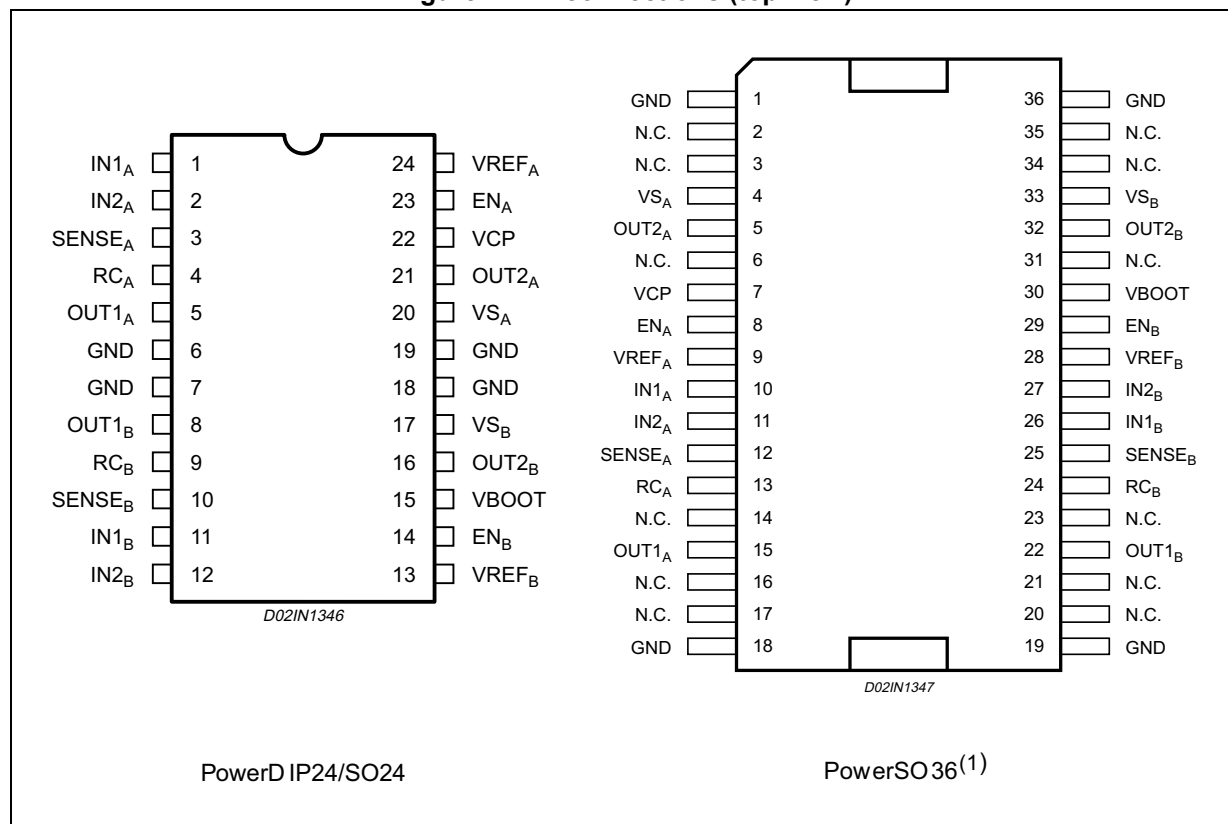 IN1A 1 24 VREFA
IN2A 2 23 ENA
SENSEA 3 22 VCP
RCA 4 21 OUT2A
OUT1A 5 20 VSA
GND 6 19 GND
GND 7 18 GND
OUT1B 8 17 VSB
RCB 9 16 OUT2B
SENSEB 10 15 VBOOT
IN1B 11 14 ENB
IN2B 12 13 VREFB
D02IN1346
PowerDIP24/SO24
GND 1 36 GND
N.C. 2 35 N.C.
N.C. 3 34 N.C.
VSA 4 33 VSB
OUT2A 5 32 OUT2B
N.C. 6 31 N.C.
VCP 7 30 VBOOT
ENA 8 29 ENB
VREFA 9 28 VREFB
IN1A 10 27 IN2B
IN2A 11 26 IN1B
SENSEA 12 25 SENSEB
RCA 13 24 RCB
N.C. 14 23 N.C.
OUT1A 15 22 OUT1B
N.C. 16 21 N.C.
N.C. 17 20 N.C.
GND 18 19 GND
D02IN1347
PowerSO36(1)